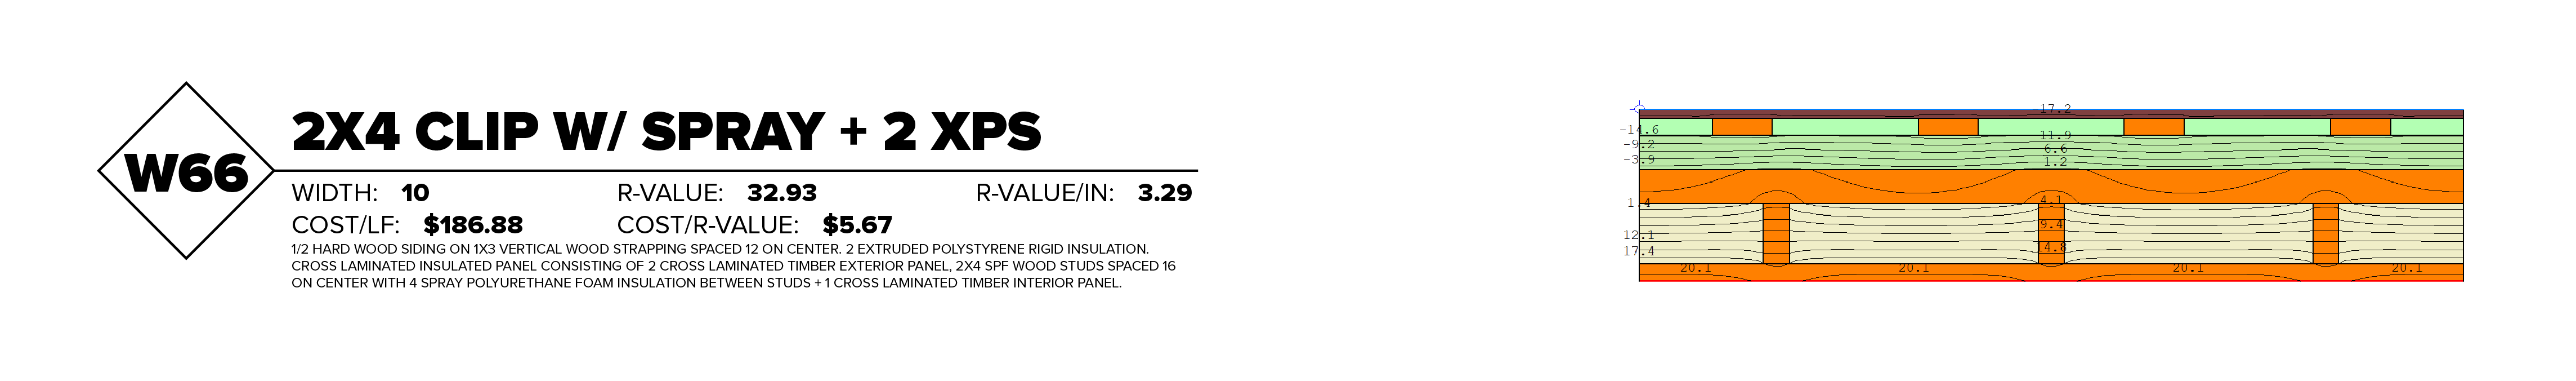 W66
2X4 CLIP W/ SPRAY + 2 XPS
WIDTH: 10 R-VALUE: 32.93 R-VALUE/IN: 3.29
COST/LF: $186.88 COST/R-VALUE: $5.67
1/2 HARD WOOD SIDING ON 1X3 VERTICAL WOOD STRAPPING SPACED 12 ON CENTER. 2 EXTRUDED POLYSTYRENE RIGID INSULATION.
CROSS LAMINATED INSULATED PANEL CONSISTING OF 2 CROSS LAMINATED TIMBER EXTERIOR PANEL, 2X4 SPF WOOD STUDS SPACED 16
ON CENTER WITH 4 SPRAY POLYURETHANE FOAM INSULATION BETWEEN STUDS + 1 CROSS LAMINATED TIMBER INTERIOR PANEL.
-17.2
-14.6
11.9
-9.2
6.6
-3.9
1.2
1.4
4.1
9.4
12.1
14.8
17.4
20.1 20.1 20.1 20.1